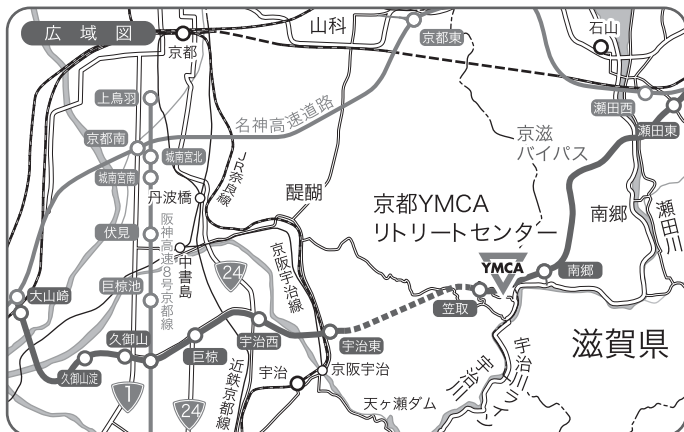 広域図
京都
山科
京都東
石山
上鳥羽
瀬田西
瀬田東
名神高速道路
京滋
バイパス
京都南
城南宮北
城南宮南
JR奈良線
丹波橋
醍醐
京都YMCA
リトリートセンター
南郷
瀬田川
伏見
阪神高速8号京都線
中書島
24
京阪宇治線
YMCA
南郷
大山崎
巨椋池
笠取
久御山
宇治西
宇治東
巨椋
滋賀県
久御山淀
近鉄京都線
宇治
京阪宇治
宇治川
宇治川ライン
1
24
天ヶ瀬ダム